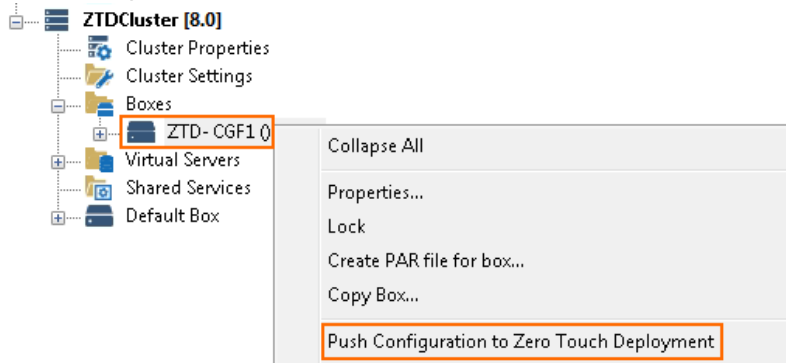 ZTDCluster [8.0]
Cluster Properties
Cluster Settings
Boxes
ZTD- CGF1 ()
Virtual Servers
Shared Services
Default Box
Collapse All
Properties...
Lock
Create PAR file for box...
Copy Box...
Push Configuration to Zero Touch Deployment